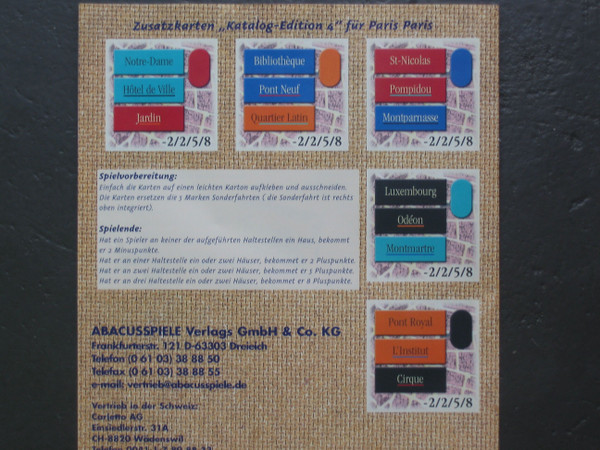 Zusatzkarten „Katalog-Edition 4" für Paris Paris
Notre-Dame
Hôtel de Ville
Jardin
-2/2/5/8
Bibliothèque
Pont Neuf
Quartier Latin
-2/2/5/8
St-Nicolas
Pompidou
Montparnasse
-2/2/5/8
Spielvorbereitung:
Einfach die Karten auf einen leichten Karton aufkleben und ausschneiden.
Die Karten ersetzen die 5 Marken Sonderfahrten ( die Sonderfahrt ist rechts
oben integriert).
Spielende:
Hat ein Spieler an keiner der aufgeführten Haltestellen ein Haus, bekommt
er 2 Minuspunkte.
Hat er an einer Haltestelle ein oder zwei Häuser, bekommet er 2 Pluspunkte.
Hat er an zwei Haltestelle ein oder zwei Häuser, bekommet er 5 Pluspunkte.
Hat er an drei Haltestelle ein oder zwei Häuser, bekommet er 8 Pluspunkte.
Luxembourg
Odéon
Montmartre
-2/2/5/8
Pont Royal
L'Institut
Cirque
-2/2/5/8
ABACUSSPIELE Verlags GmbH & Co. KG
Frankfurterstr. 121 D-63303 Dreieich
Telefon (0 61 03) 38 88 50
Telefax (0 61 03) 38 88 55
e-mail: vertrieb@abacusspiele.de
Vertrieb in der Schweiz:
Carletto AG
Einsiedlerstr. 31A
CH-8820 Wädenswil